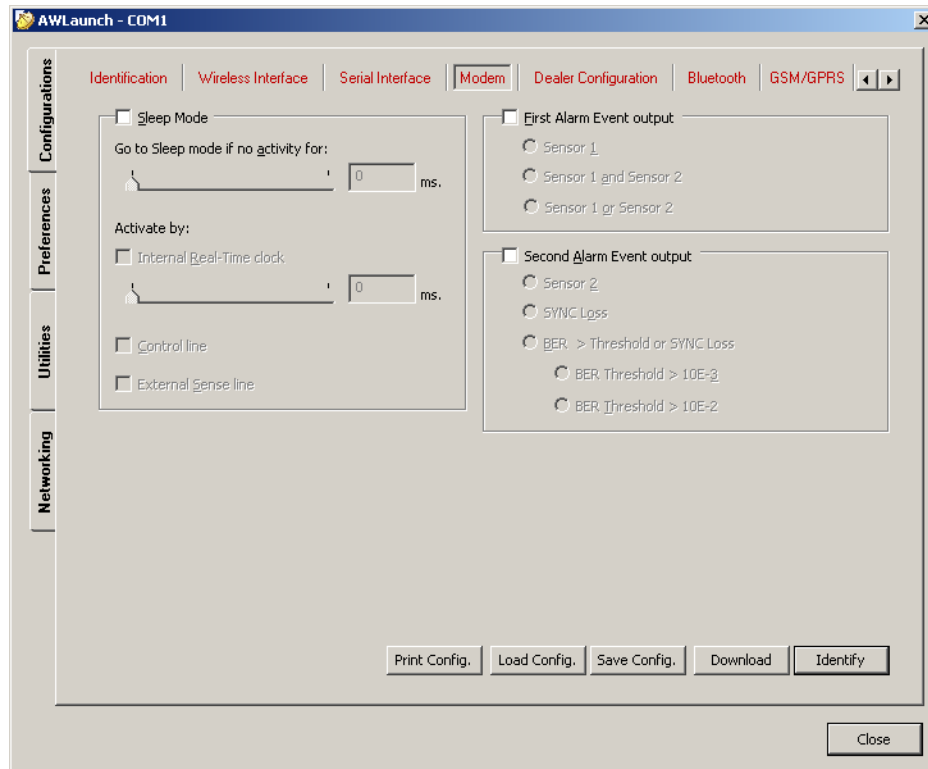 AWLaunch - COM1
Configurations
Preferences
Utilities
Networking
Identification
Wireless Interface
Serial Interface
Modem
Dealer Configuration
Bluetooth
GSM/GPRS
Sleep Mode
Go to Sleep mode if no activity for:
0 ms.
Activate by:
Internal Real-Time clock
0 ms.
Control line
External Sense line
First Alarm Event output
Sensor 1
Sensor 1 and Sensor 2
Sensor 1 or Sensor 2
Second Alarm Event output
Sensor 2
SYNC Loss
BER > Threshold or SYNC Loss
BER Threshold > 10E-3
BER Threshold > 10E-2
Print Config.
Load Config.
Save Config.
Download
Identify
Close